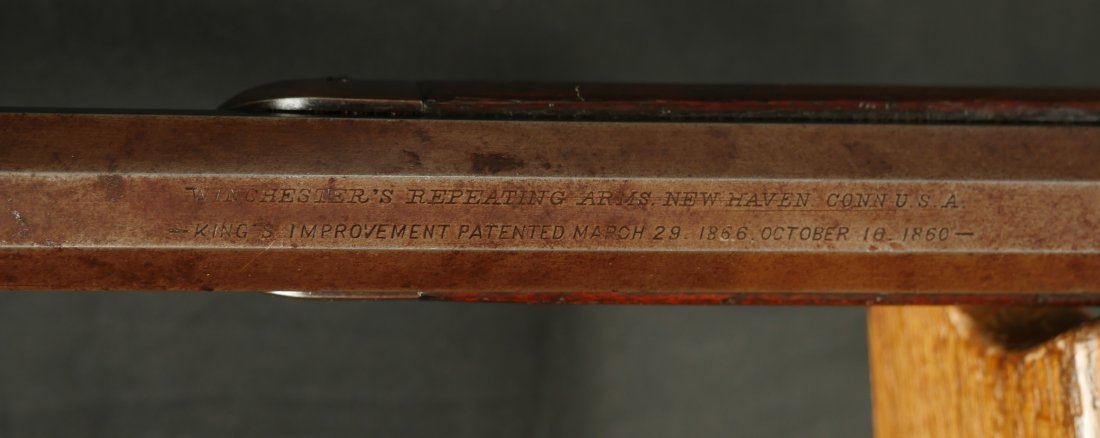 WINCHESTER'S REPEATING ARMS. NEW HAVEN CONN U.S.A.
—KING'S IMPROVEMENT PATENTED MARCH 29. 1866. OCTOBER 16. 1860—